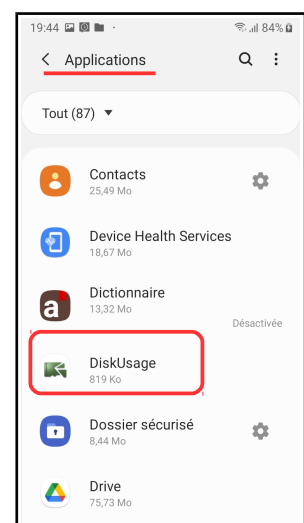 19:44 84%
Applications
Tout (87)
Contacts
25,49 Mo
Device Health Services
18,67 Mo
a Dictionnaire
13,32 Mo
Désactivée
DiskUsage
819 Ko
Dossier sécurisé
8,44 Mo
Drive
75,73 Mo